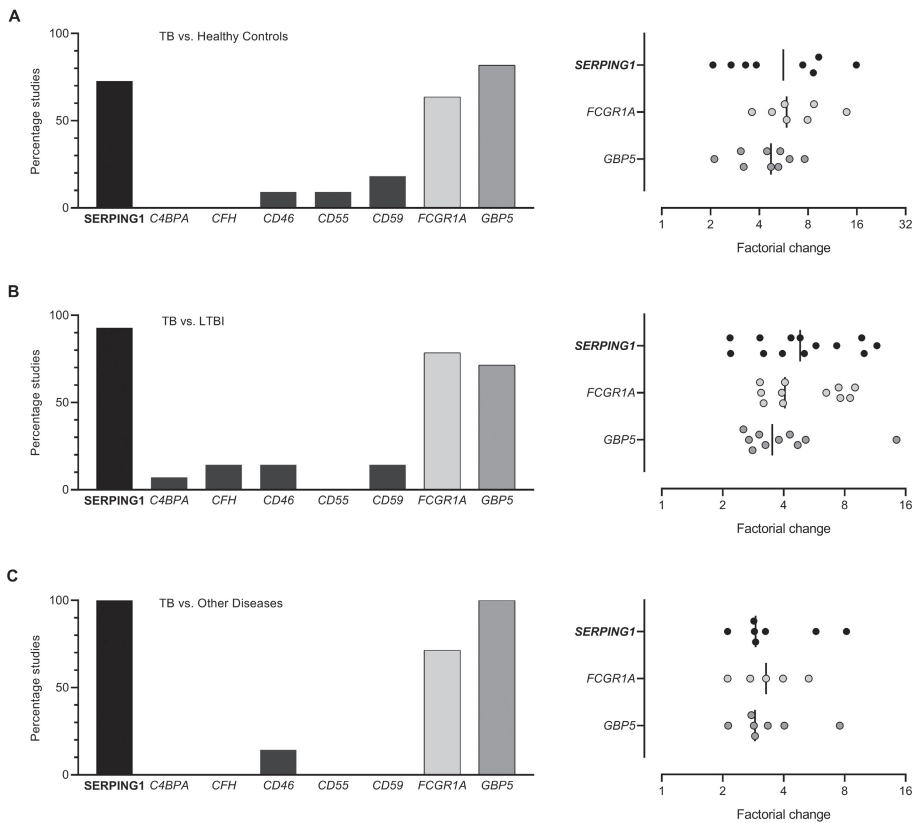 A
TB vs. Healthy Controls
Percentage studies
100
50
0
SERPING1 C4BPA CFH CD46 CD55 CD59 FCGR1A GBP5
SERPING1
FCGR1A
GBP5
1 2 4 8 16 32
Factorial change
B
TB vs. LTBI
Percentage studies
100
50
0
SERPING1 C4BPA CFH CD46 CD55 CD59 FCGR1A GBP5
SERPING1
FCGR1A
GBP5
1 2 4 8 16
Factorial change
C
TB vs. Other Diseases
Percentage studies
100
50
0
SERPING1 C4BPA CFH CD46 CD55 CD59 FCGR1A GBP5
SERPING1
FCGR1A
GBP5
1 2 4 8 16
Factorial change